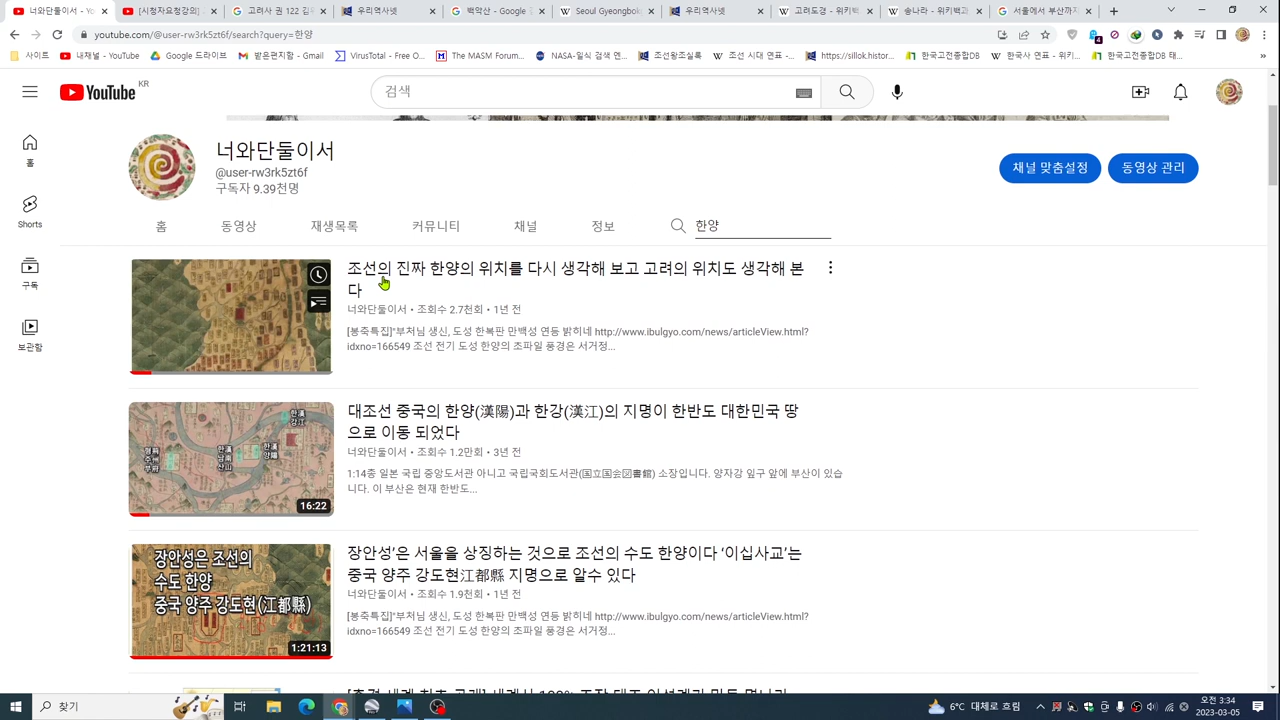 너와단둘이서 - Yo
[시청자요청강의]
고려사 권 122 김
우리역사넷
백악산 - Google
Seoul Gyeongbok
우리역사넷
고려도경 - 위키백
송나라 - 위키백과
서울에서 부산까지
youtube.com/@user-rw3rk5zt6f/search?query=한양
사이트
내채널 - YouTube
Google 드라이브
받은편지함 - Gmail
VirusTotal - Free O...
The MASM Forum...
NASA-일식 검색 엔...
조선왕조실록
조선 시대 연표 -...
https://sillok.histor...
한국고전종합DB
한국사 연표 - 위키...
한국고전종합DB 태...
YouTube KR
검색
홈
Shorts
구독
보관함
너와단둘이서
@user-rw3rk5zt6f
구독자 9.39천명
채널 맞춤설정
동영상 관리
홈 동영상 재생목록 커뮤니티 채널 정보 한양
조선의 진짜 한양의 위치를 다시 생각해 보고 고려의 위치도 생각해 본
다
너와단둘이서 • 조회수 2.7천회 • 1년 전
[봉축특집]"부처님 생신, 도성 한복판 만백성 연등 밝히네 http://www.ibulgyo.com/news/articleView.html?
idxno=166549 조선 전기 도성 한양의 초파일 풍경은 서거정...
대조선 중국의 한양(漢陽)과 한강(漢江)의 지명이 한반도 대한민국 땅
으로 이동 되었다
너와단둘이서 • 조회수 1.2만회 • 3년 전
1:14종 일본 국립 중앙도서관 아니고 국립국회도서관(国立国会図書館) 소장입니다. 양자강 입구 앞에 부산이 있습
니다. 이 부산은 현재 한반도...
16:22
장안성은 조선의
수도 한양
중국 양주 강도현(江都縣)
1:21:13
장안성’은 서울을 상징하는 것으로 조선의 수도 한양이다 ‘이십사교’는
중국 양주 강도현江都縣 지명으로 알수 있다
너와단둘이서 • 조회수 1.9천회 • 1년 전
[봉축특집]"부처님 생신, 도성 한복판 만백성 연등 밝히네 http://www.ibulgyo.com/news/articleView.html?
idxno=166549 조선 전기 도성 한양의 초파일 풍경은 서거정...
찾기
6°C 대체로 흐림
오전 3:34
2023-03-05